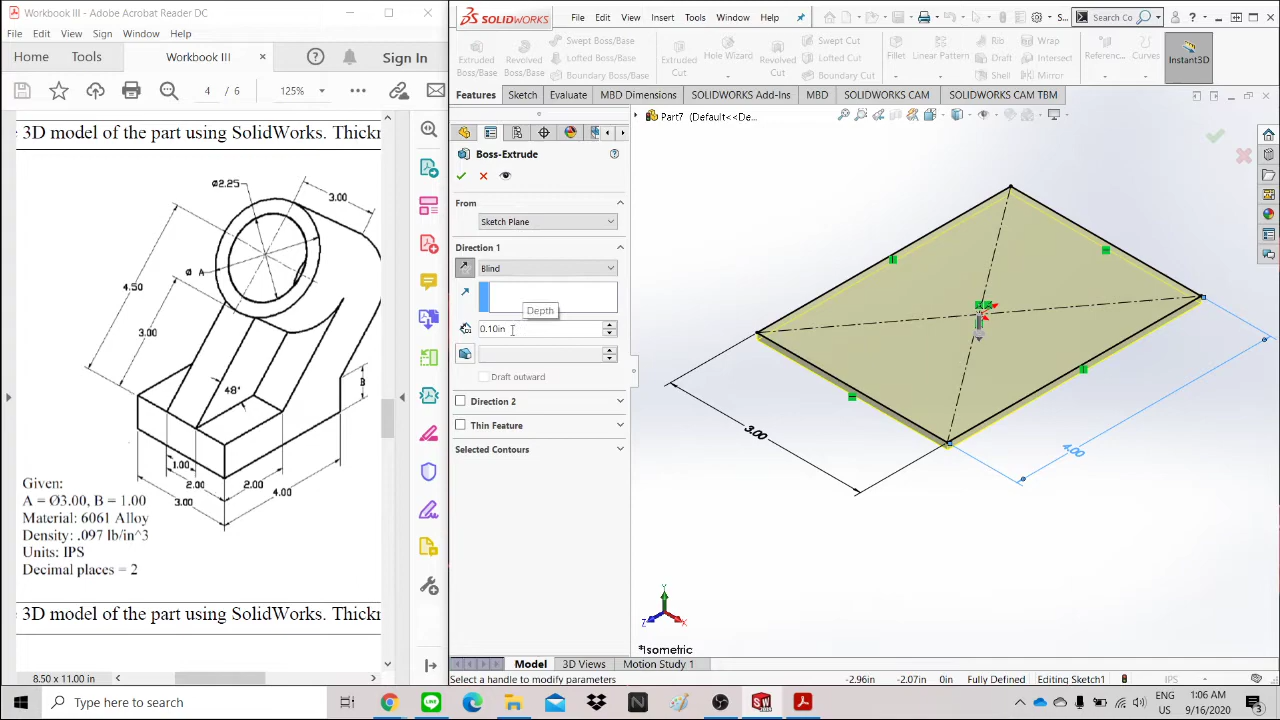 Workbook III - Adobe Acrobat Reader DC
File Edit View Sign Window Help
Home Tools Workbook III × Sign In
4 / 6 125%
3D model of the part using SolidWorks. Thickn
Ø2.25
3.00
Ø A
4.50
3.00
48°
B
1.00
2.00
3.00
2.00
4.00
Given:
A = Ø3.00, B = 1.00
Material: 6061 Alloy
Density: .097 lb/in^3
Units: IPS
Decimal places = 2
3D model of the part using SolidWorks. Thickn
8.50 x 11.00 in
SOLIDWORKS File Edit View Insert Tools Window Help S... Search Co
Extruded Boss/Base
Revolved Boss/Base
Swept Boss/Base
Lofted Boss/Base
Boundary Boss/Base
Extruded Cut
Hole Wizard
Revolved Cut
Swept Cut
Lofted Cut
Boundary Cut
Fillet
Linear Pattern
Rib
Draft
Shell
Wrap
Intersect
Mirror
Referenc...
Curves
Instant3D
Features Sketch Evaluate MBD Dimensions SOLIDWORKS Add-Ins MBD SOLIDWORKS CAM SOLIDWORKS CAM TBM
Part7 (Default<<De...
Boss-Extrude
From
Sketch Plane
Direction 1
Blind
Depth
0.10in
Draft outward
Direction 2
Thin Feature
Selected Contours
3.00
4.00
Y
Z
X
*Isometric
Model 3D Views Motion Study 1
Select a handle to modify parameters -2.96in -2.07in 0in Fully Defined Editing Sketch1 IPS
Type here to search
ENG
US
1:06 AM
9/16/2020
3